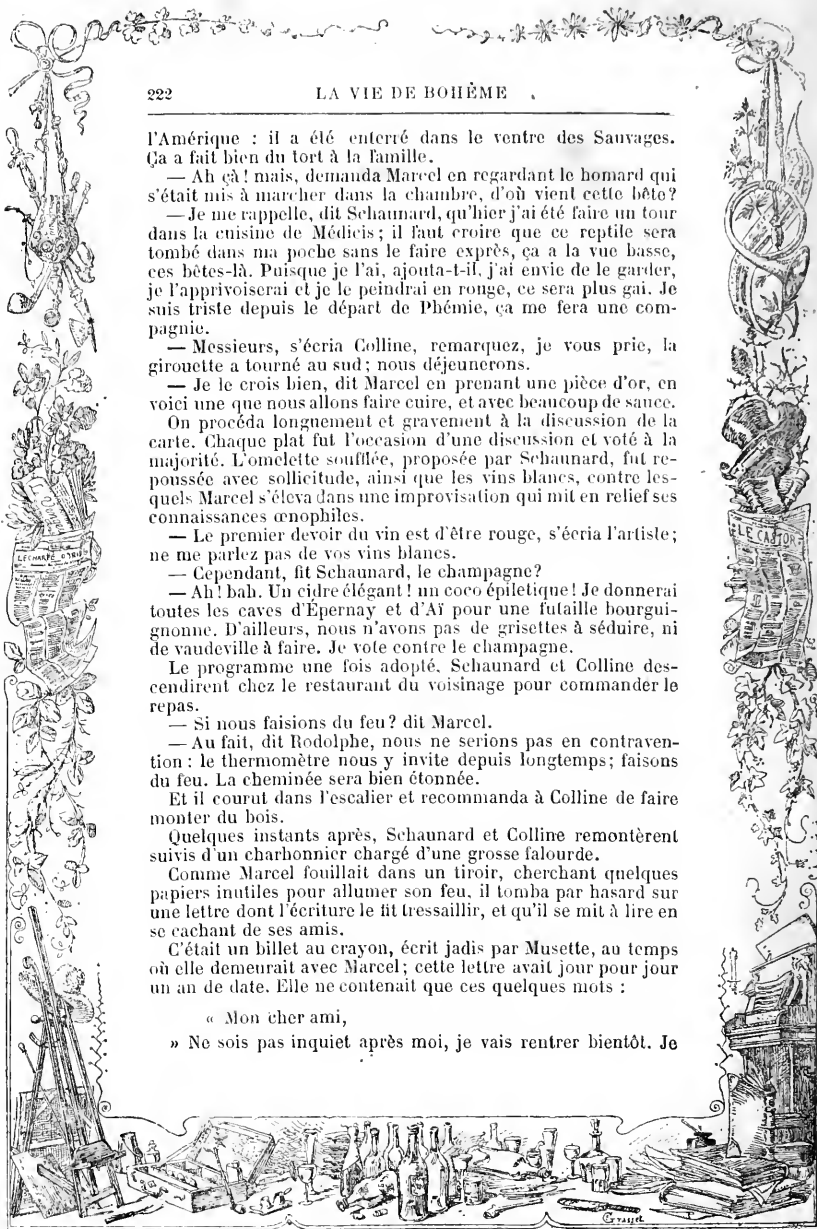 222 LA VIE DE BOHÈME
l'Amérique : il a été enterré dans le ventre des Sauvages.
Ça a fait bien du tort à la famille.
— Ah çà ! mais, demanda Marcel en regardant le homard qui
s'était mis à marcher dans la chambre, d'où vient cette bête ?
— Je me rappelle, dit Schaunard, qu'hier j'ai été faire un tour
dans la cuisine de Médicis ; il faut croire que ce reptile sera
tombé dans ma poche sans le faire exprès, ça a la vue basse,
ces bêtes-là. Puisque je l'ai, ajouta-t-il, j'ai envie de le garder,
je l'apprivoiserai et je le peindrai en rouge, ce sera plus gai. Je
suis triste depuis le départ de Phémie, ça me fera une com-
pagnie.
— Messieurs, s'écria Colline, remarquez, je vous prie, la
girouette a tourné au sud ; nous déjeunerons.
— Je le crois bien, dit Marcel en prenant une pièce d'or, en
voici une que nous allons faire cuire, et avec beaucoup de sauce.
On procéda longuement et gravement à la discussion de la
carte. Chaque plat fut l'occasion d'une discussion et voté à la
majorité. L'omelette soufflée, proposée par Schaunard, fut re-
poussée avec sollicitude, ainsi que les vins blancs, contre les-
quels Marcel s'éleva dans une improvisation qui mit en relief ses
connaissances œnophiles.
— Le premier devoir du vin est d'être rouge, s'écria l'artiste ;
ne me parlez pas de vos vins blancs.
— Cependant, fit Schaunard, le champagne ?
— Ah ! bah. Un cidre élégant ! un coco épiletique ! Je donnerai
toutes les caves d'Épernay et d'Aï pour une futaille bourgui-
gnonne. D'ailleurs, nous n'avons pas de grisettes à séduire, ni
de vaudeville à faire. Je vote contre le champagne.
Le programme une fois adopté, Schaunard et Colline des-
cendirent chez le restaurant du voisinage pour commander le
repas.
— Si nous faisions du feu ? dit Marcel.
— Au fait, dit Rodolphe, nous ne serions pas en contraven-
tion : le thermomètre nous y invite depuis longtemps ; faisons
du feu. La cheminée sera bien étonnée.
Et il courut dans l'escalier et recommanda à Colline de faire
monter du bois.
Quelques instants après, Schaunard et Colline remontèrent
suivis d'un charbonnier chargé d'une grosse falourde.
Comme Marcel fouillait dans un tiroir, cherchant quelques
papiers inutiles pour allumer son feu, il tomba par hasard sur
une lettre dont l'écriture le fit tressaillir, et qu'il se mit à lire en
se cachant de ses amis.
C'était un billet au crayon, écrit jadis par Musette, au temps
où elle demeurait avec Marcel ; cette lettre avait jour pour jour
un an de date. Elle ne contenait que ces quelques mots :
« Mon cher ami,
» Ne sois pas inquiet après moi, je vais rentrer bientôt. Je
LECHARPE D'IRIS
LE CASTOR
Grasset